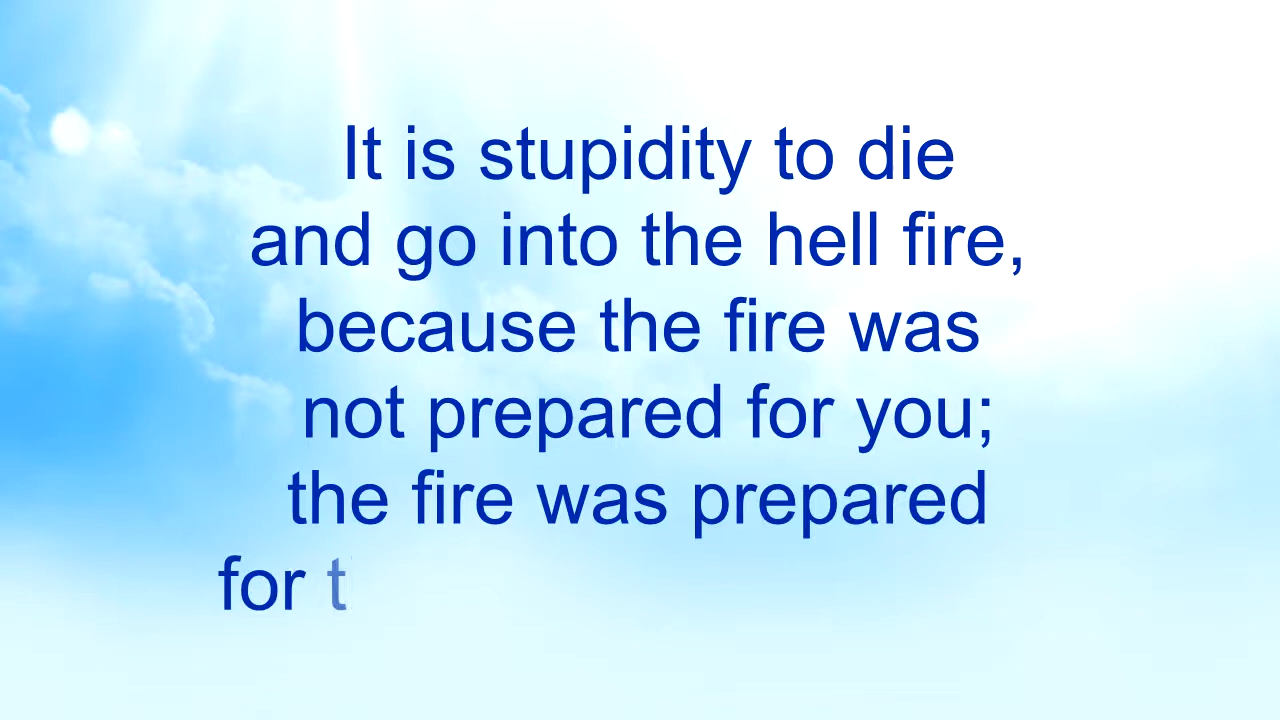 It is stupidity to die
and go into the hell fire,
because the fire was
not prepared for you;
the fire was prepared
for t